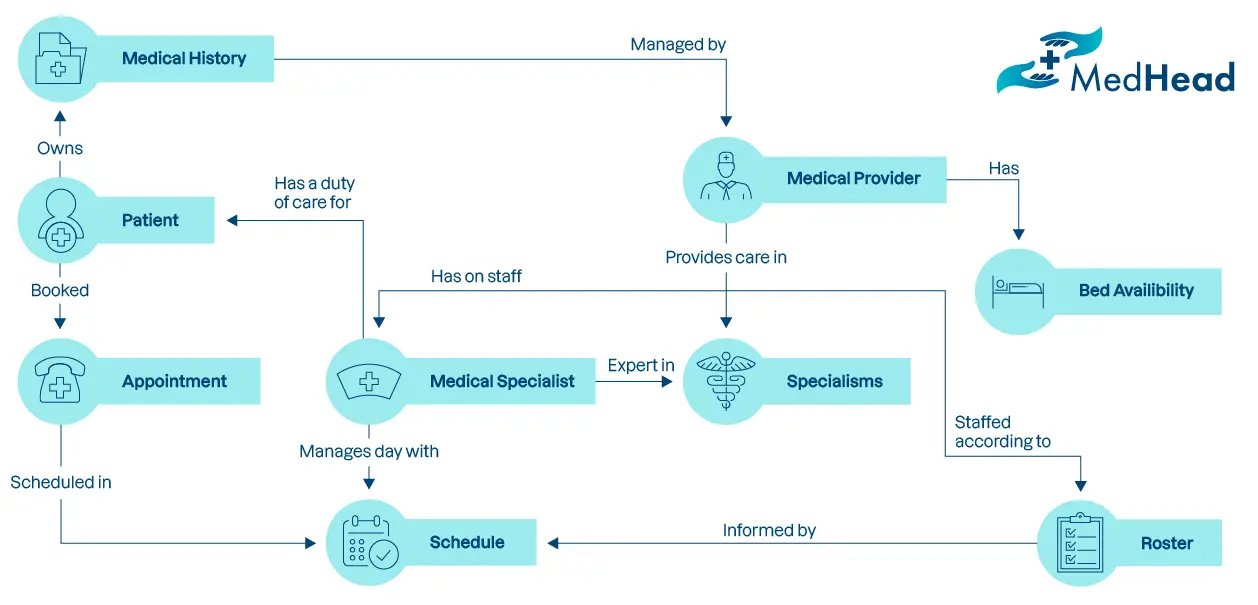 Medical History
Managed by
MedHead
Owns
Medical Provider
Has
Has a duty
of care for
Patient
Provides care in
Has on staff
Booked
Bed Availibility
Expert in
Appointment
Medical Specialist
Specialisms
Staffed
according to
Manages day with
Scheduled in
Informed by
Schedule
Roster